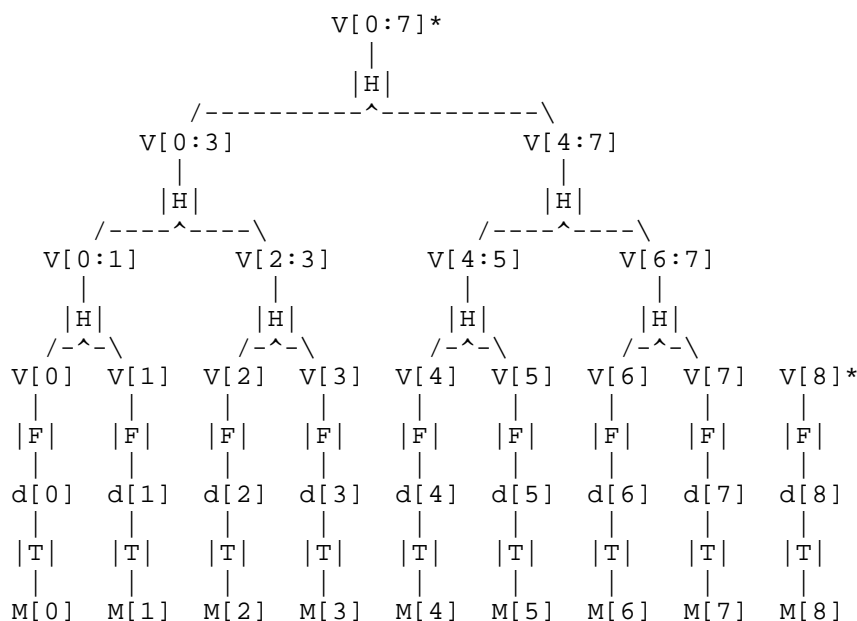 V[0:7]*
                             |
                            |H|
               /----------^----------\
           V[0:3]                          V[4:7]
              |                               |
             |H|                             |H|
       /----^----\                     /----^----\
   V[0:1]          V[2:3]          V[4:5]          V[6:7]
      |               |               |               |
     |H|             |H|             |H|             |H|
   /-^-\           /-^-\           /-^-\           /-^-\
V[0]    V[1]    V[2]    V[3]    V[4]    V[5]    V[6]    V[7]    V[8]*
  |       |       |       |       |       |       |       |       |
 |F|     |F|     |F|     |F|     |F|     |F|     |F|     |F|     |F|
  |       |       |       |       |       |       |       |       |
d[0]    d[1]    d[2]    d[3]    d[4]    d[5]    d[6]    d[7]    d[8]
  |       |       |       |       |       |       |       |       |
 |T|     |T|     |T|     |T|     |T|     |T|     |T|     |T|     |T|
  |       |       |       |       |       |       |       |       |
M[0]    M[1]    M[2]    M[3]    M[4]    M[5]    M[6]    M[7]    M[8]